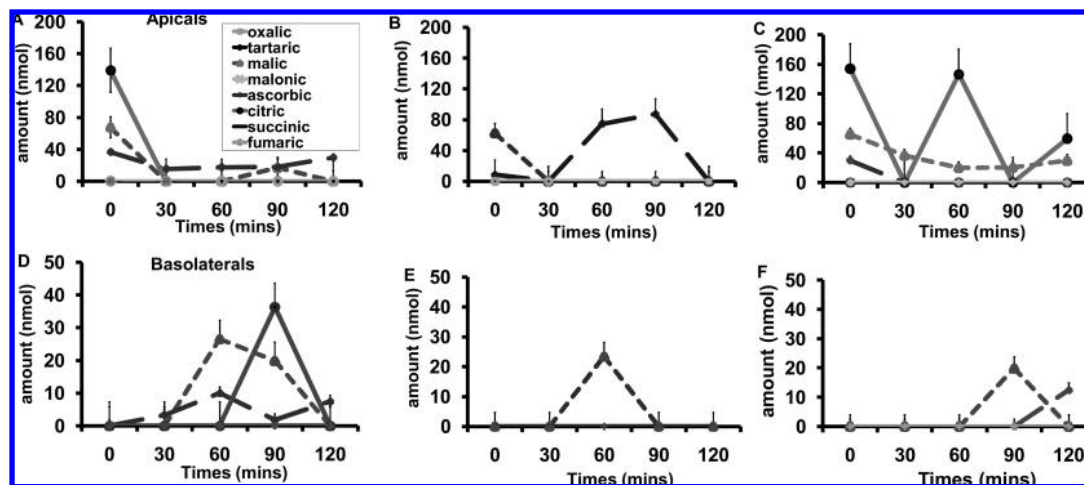 A Apicals
amount (nmol)
200
160
120
80
40
0
0 30 60 90 120
Times (mins)
oxalic
tartaric
malic
malonic
ascorbic
citric
succinic
fumaric
B
amount (nmol)
200
160
120
80
40
0
0 30 60 90 120
Times (mins)
C
amount (nmol)
200
160
120
80
40
0
0 30 60 90 120
Times (mins)
D Basolaterals
amount (nmol)
50
40
30
20
10
0
0 30 60 90 120
Times (mins)
E
amount (nmol)
50
40
30
20
10
0
0 30 60 90 120
Times (mins)
F
amount (nmol)
50
40
30
20
10
0
0 30 60 90 120
Times (mins)